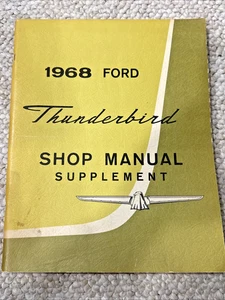 1968 FORD
Thunderbird
SHOP MANUAL
SUPPLEMENT